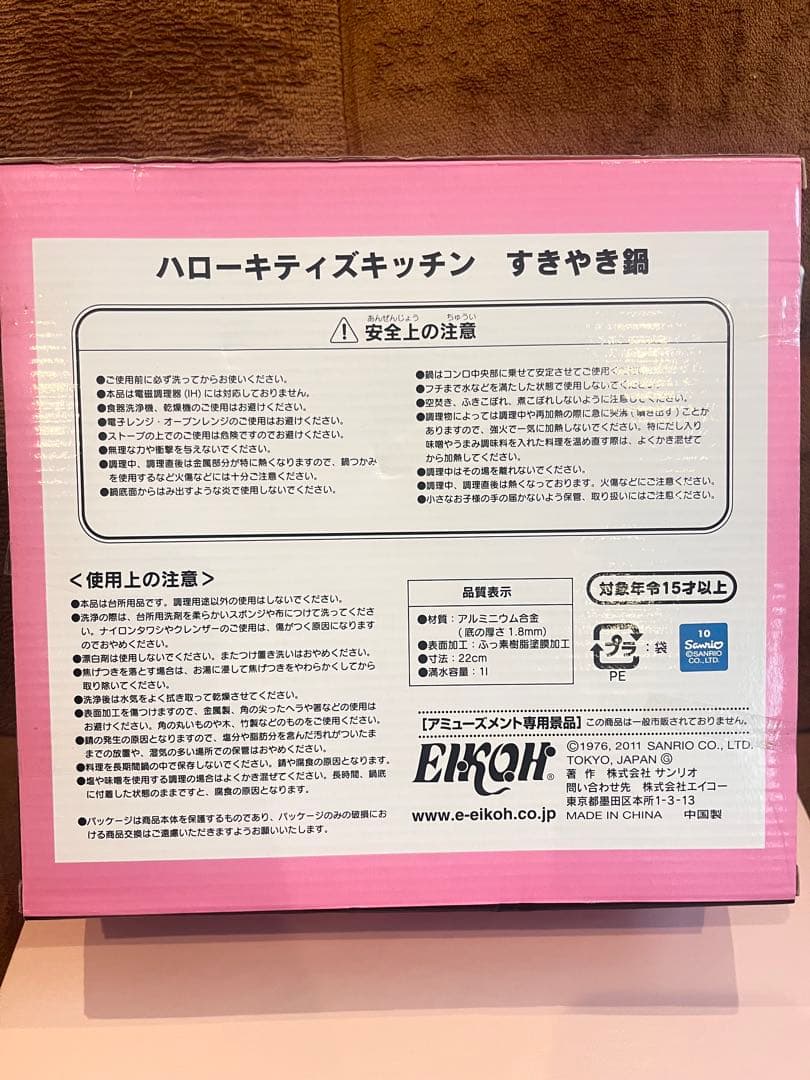 ハローキティズキッチン すきやき鍋
あんぜんじょう ちゅうい
安全上の注意
●ご使用前に必ず洗ってからお使いください。
●本品は電磁調理器(IH)には対応しておりません。
●食器洗浄機、乾燥機のご使用はお避けください。
●電子レンジ・オーブンレンジのご使用はお避けください。
●ストーブの上でのご使用は危険ですのでお避けください。
●無理な力や衝撃を与えないでください。
●調理中、調理直後は金属部分が特に熱くなりますので、鍋つかみ
を使用するなど火傷などには十分ご注意ください。
●鍋底面からはみ出すような炎で使用しないでください。
●鍋はコンロ中央部に乗せて安定させてご使用く
●フチまで水などを満たした状態で使用しないでください。
●空焚き、ふきこぼれ、煮こぼれしないように注意してください。
●調理物によっては調理中や再加熱の際に急に突沸(噴き出す)ことか
ありますので、強火で一気に加熱しないでください。特にだし入り
味噌やうまみ調味料を入れた料理を温め直す際は、よくかき混ぜて
から加熱してください。
●調理中はその場を離れないでください。
●調理中、調理直後は熱くなっております。火傷などにご注意ください。
●小さなお子様の手の届かないよう保管、取り扱いにはご注意ください。
<使用上の注意>
●本品は台所用品です。調理用途以外の使用はしないでください。
●洗浄の際は、台所用洗剤を柔らかいスポンジや布につけて洗ってくださ
い。ナイロンタワシやクレンザーのご使用は、傷がつく原因になります
のでおやめください。
●漂白剤は使用しないでください。またつけ置き洗いはおやめください。
●焦げつきを落とす場合は、お湯に浸して焦げつきをやわらかくしてから
取り除いてください。
●洗浄後は水気をよく拭き取って乾燥させてください。
●表面加工を傷つけますので、金属製、角の尖ったヘラや箸などの使用は
お避けください。角の丸いものや木、竹製などのものをご使用ください。
●錆の発生の原因となりますので、塩分や脂肪分を含んだ汚れがついたま
までの放置や、湿気の多い場所での保管はおやめください。
●料理を長期間鍋の中で保存しないでください。錆や腐食の原因となります。
●塩や味噌を使用する調理の場合はよくかき混ぜてください。長時間、鍋底
に付着した状態のままですと、腐食の原因となります。
●パッケージは商品本体を保護するものであり、パッケージのみの破損にお
ける商品交換はご遠慮いただきますようお願いいたします。
品質表示
●材質:アルミニウム合金
(底の厚さ 1.8mm)
●表面加工:ふっ素樹脂塗膜加工
●寸法:22cm
●満水容量:1l
対象年令15才以上
プラ
:袋
PE
10
Sanrio
©SANRIO
CO.,LTD.
【アミューズメント専用景品】この商品は一般市販されておりません。
EIKOH®
www.e-eikoh.co.jp
©1976, 2011 SANRIO CO., LTD.
TOKYO, JAPAN Ⓖ
著 作 株式会社 サンリオ
問い合わせ先 株式会社エイコー
東京都墨田区本所1-3-13
MADE IN CHINA 中国製